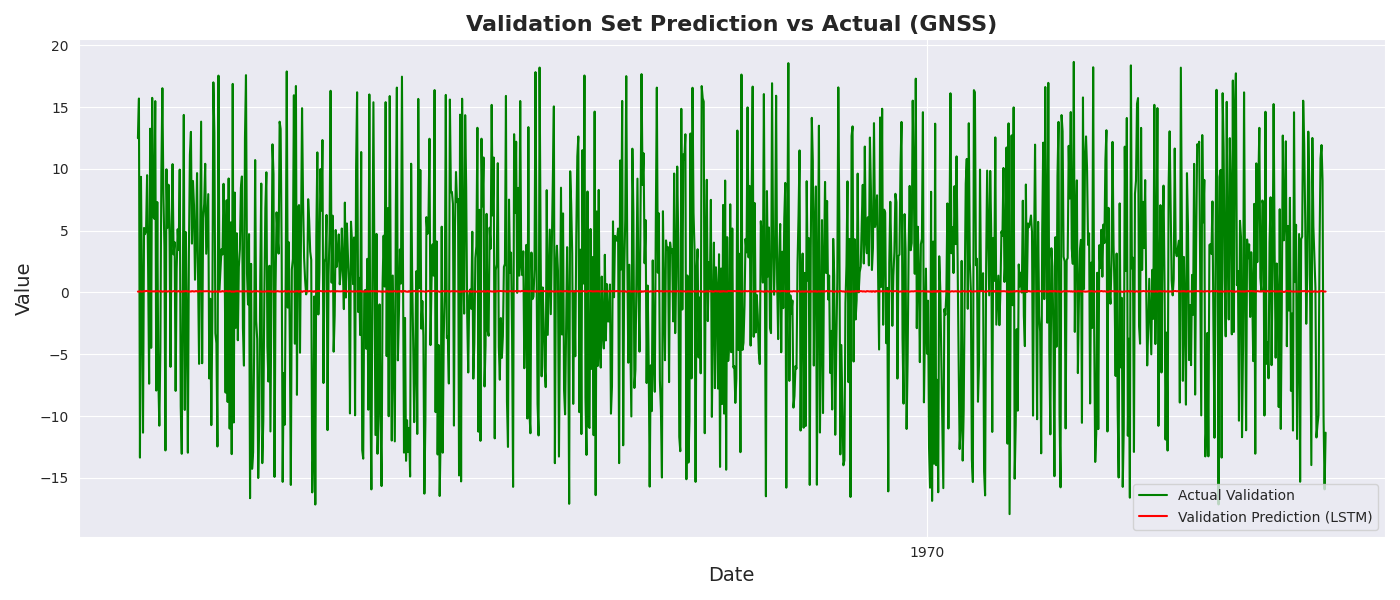 Validation Set Prediction vs Actual (GNSS)
20
15
10
5
0
−5
−10
−15
Value
1970
Date
Actual Validation
Validation Prediction (LSTM)